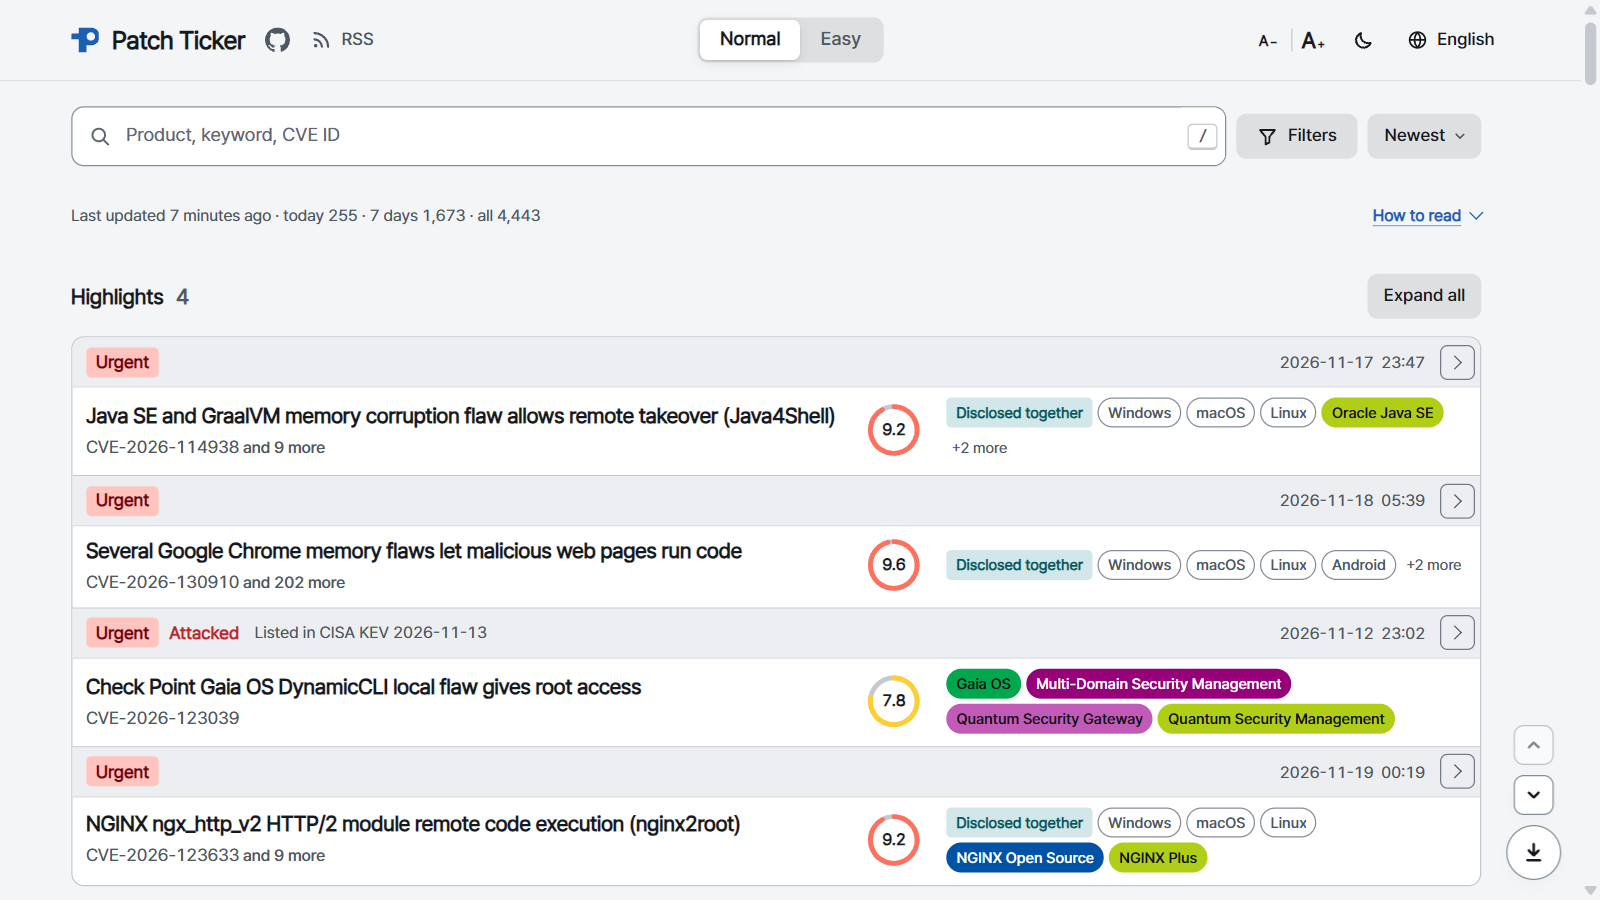 Patch Ticker
RSS
Normal
Easy
A−
A+
English
Product, keyword, CVE ID
/
Filters
Newest
Last updated 7 minutes ago · today 255 · 7 days 1,673 · all 4,443
How to read
Highlights 4
Expand all
Urgent
2026-11-17 23:47
Java SE and GraalVM memory corruption flaw allows remote takeover (Java4Shell)
CVE-2026-114938 and 9 more
9.2
Disclosed together Windows macOS Linux Oracle Java SE
+2 more
Urgent
2026-11-18 05:39
Several Google Chrome memory flaws let malicious web pages run code
CVE-2026-130910 and 202 more
9.6
Disclosed together Windows macOS Linux Android +2 more
Urgent Attacked Listed in CISA KEV 2026-11-13
2026-11-12 23:02
Check Point Gaia OS DynamicCLI local flaw gives root access
CVE-2026-123039
7.8
Gaia OS Multi-Domain Security Management
Quantum Security Gateway Quantum Security Management
Urgent
2026-11-19 00:19
NGINX ngx_http_v2 HTTP/2 module remote code execution (nginx2root)
CVE-2026-123633 and 9 more
9.2
Disclosed together Windows macOS Linux
NGINX Open Source NGINX Plus